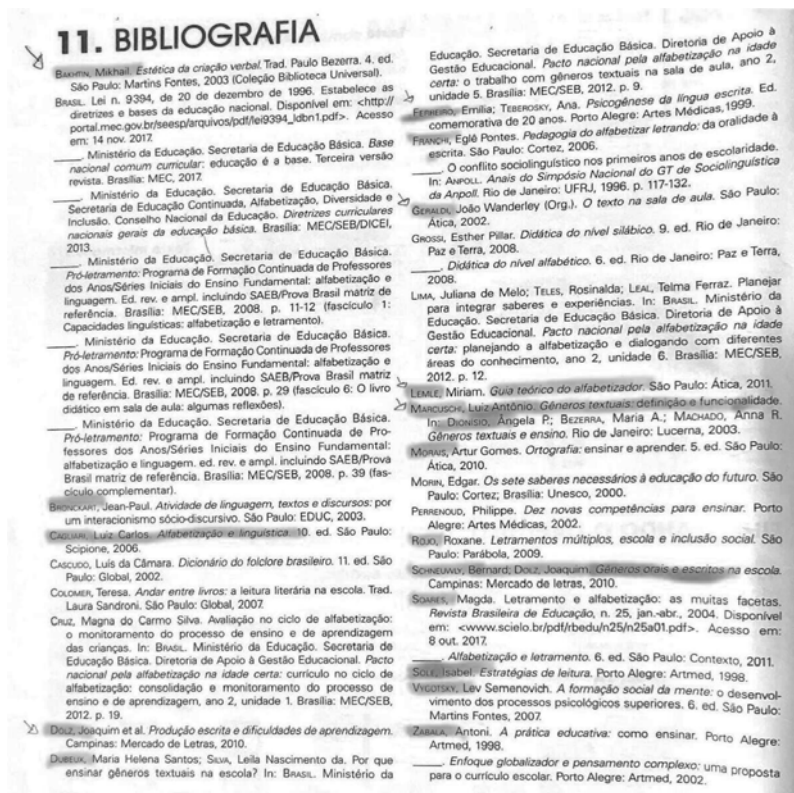 11. BIBLIOGRAFIA
BAKHTIN, Mikhail. Estética da criação verbal. Trad. Paulo Bezerra. 4. ed.
São Paulo: Martins Fontes, 2003 (Coleção Biblioteca Universal).
BRASIL. Lei n. 9394, de 20 de dezembro de 1996. Estabelece as
diretrizes e bases da educação nacional. Disponível em: <http://
portal.mec.gov.br/seesp/arquivos/pdf/lei9394_ldbn1.pdf>. Acesso
em: 14 nov. 2017.
____. Ministério da Educação. Secretaria de Educação Básica. Base
nacional comum curricular: educação é a base. Terceira versão
revista. Brasília: MEC, 2017.
____. Ministério da Educação. Secretaria de Educação Básica.
Secretaria de Educação Continuada, Alfabetização, Diversidade e
Inclusão. Conselho Nacional da Educação. Diretrizes curriculares
nacionais gerais da educação básica. Brasília: MEC/SEB/DICEI,
2013.
____. Ministério da Educação. Secretaria de Educação Básica.
Pró-letramento: Programa de Formação Continuada de Professores
dos Anos/Séries Iniciais do Ensino Fundamental: alfabetização e
linguagem. Ed. rev. e ampl. incluindo SAEB/Prova Brasil matriz de
referência. Brasília: MEC/SEB, 2008. p. 11-12 (fascículo 1:
Capacidades linguísticas: alfabetização e letramento).
____. Ministério da Educação. Secretaria de Educação Básica.
Pró-letramento: Programa de Formação Continuada de Professores
dos Anos/Séries Iniciais do Ensino Fundamental: alfabetização e
linguagem. Ed. rev. e ampl. incluindo SAEB/Prova Brasil matriz
de referência. Brasília: MEC/SEB, 2008. p. 29 (fascículo 6: O livro
didático em sala de aula: algumas reflexões).
____. Ministério da Educação. Secretaria de Educação Básica.
Pró-letramento: Programa de Formação Continuada de Pro-
fessores dos Anos/Séries Iniciais do Ensino Fundamental:
alfabetização e linguagem. ed. rev. e ampl. incluindo SAEB/Prova
Brasil matriz de referência. Brasília: MEC/SEB, 2008. p. 39 (fas-
cículo complementar).
BRONCKART, Jean-Paul. Atividade de linguagem, textos e discursos: por
um interacionismo sócio-discursivo. São Paulo: EDUC, 2003.
CAGLIARI, Luiz Carlos. Alfabetização e linguística. 10. ed. São Paulo:
Scipione, 2006.
CASCUDO, Luís da Câmara. Dicionário do folclore brasileiro. 11. ed. São
Paulo: Global, 2002.
COLOMER, Teresa. Andar entre livros: a leitura literária na escola. Trad.
Laura Sandroni. São Paulo: Global, 2007.
CRUZ, Magna do Carmo Silva. Avaliação no ciclo de alfabetização:
o monitoramento do processo de ensino e de aprendizagem
das crianças. In: BRASIL. Ministério da Educação. Secretaria de
Educação Básica. Diretoria de Apoio à Gestão Educacional. Pacto
nacional pela alfabetização na idade certa: currículo no ciclo de
alfabetização: consolidação e monitoramento do processo de
ensino e de aprendizagem, ano 2, unidade 1. Brasília: MEC/SEB,
2012. p. 19.
DOLZ, Joaquim et al. Produção escrita e dificuldades de aprendizagem.
Campinas: Mercado de Letras, 2010.
DUBEUX, Maria Helena Santos; SILVA, Leila Nascimento da. Por que
ensinar gêneros textuais na escola? In: BRASIL. Ministério da
Educação. Secretaria de Educação Básica. Diretoria de Apoio à
Gestão Educacional. Pacto nacional pela alfabetização na idade
certa: o trabalho com gêneros textuais na sala de aula, ano 2,
unidade 5. Brasília: MEC/SEB, 2012. p. 9.
FERREIRO, Emilia; TEBEROSKY, Ana. Psicogênese da língua escrita. Ed.
comemorativa de 20 anos. Porto Alegre: Artes Médicas, 1999.
FRANCHI, Eglê Pontes. Pedagogia do alfabetizar letrando: da oralidade à
escrita. São Paulo: Cortez, 2006.
____. O conflito sociolinguístico nos primeiros anos de escolaridade.
In: ANPOLL. Anais do Simpósio Nacional do GT de Sociolinguística
da Anpoll. Rio de Janeiro: UFRJ, 1996. p. 117-132.
GERALDI, João Wanderley (Org.). O texto na sala de aula. São Paulo:
Ática, 2002.
GROSSI, Esther Pillar. Didática do nível silábico. 9. ed. Rio de Janeiro:
Paz e Terra, 2008.
____. Didática do nível alfabético. 6. ed. Rio de Janeiro: Paz e Terra,
2008.
LIMA, Juliana de Melo; TELES, Rosinalda; LEAL, Telma Ferraz. Planejar
para integrar saberes e experiências. In: BRASIL. Ministério da
Educação. Secretaria de Educação Básica. Diretoria de Apoio à
Gestão Educacional. Pacto nacional pela alfabetização na idade
certa: planejando a alfabetização e dialogando com diferentes
áreas do conhecimento, ano 2, unidade 6. Brasília: MEC/SEB,
2012. p. 12.
LEMLE, Miriam. Guia teórico do alfabetizador. São Paulo: Ática, 2011.
MARCUSCHI, Luiz Antônio. Gêneros textuais: definição e funcionalidade.
In: DIONISIO, Ângela P.; BEZERRA, Maria A.; MACHADO, Anna R.
Gêneros textuais e ensino. Rio de Janeiro: Lucerna, 2003.
MORAIS, Artur Gomes. Ortografia: ensinar e aprender. 5. ed. São Paulo:
Ática, 2010.
MORIN, Edgar. Os sete saberes necessários à educação do futuro. São
Paulo: Cortez; Brasília: Unesco, 2000.
PERRENOUD, Philippe. Dez novas competências para ensinar. Porto
Alegre: Artes Médicas, 2002.
ROJO, Roxane. Letramentos múltiplos, escola e inclusão social. São
Paulo: Parábola, 2009.
SCHNEUWLY, Bernard; DOLZ, Joaquim. Gêneros orais e escritos na escola.
Campinas: Mercado de letras, 2010.
SOARES, Magda. Letramento e alfabetização: as muitas facetas.
Revista Brasileira de Educação, n. 25, jan.-abr., 2004. Disponível
em: <www.scielo.br/pdf/rbedu/n25/n25a01.pdf>. Acesso em:
8 out. 2017.
____. Alfabetização e letramento. 6. ed. São Paulo: Contexto, 2011.
SOLÉ, Isabel. Estratégias de leitura. Porto Alegre: Artmed, 1998.
VYGOTSKY, Lev Semenovich. A formação social da mente: o desenvol-
vimento dos processos psicológicos superiores. 6. ed. São Paulo:
Martins Fontes, 2007.
ZABALA, Antoni. A prática educativa: como ensinar. Porto Alegre:
Artmed, 1998.
____. Enfoque globalizador e pensamento complexo: uma proposta
para o currículo escolar. Porto Alegre: Artmed, 2002.